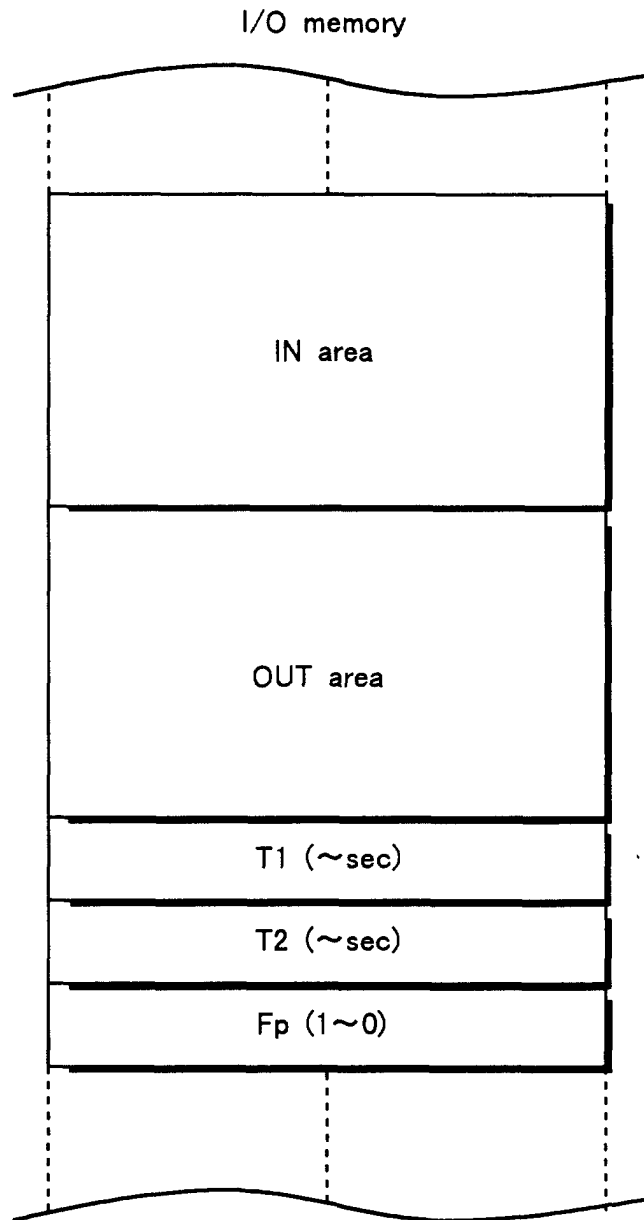 I/O memory
IN area
OUT area
T1 (～sec)
T2 (～sec)
Fp (1～0)